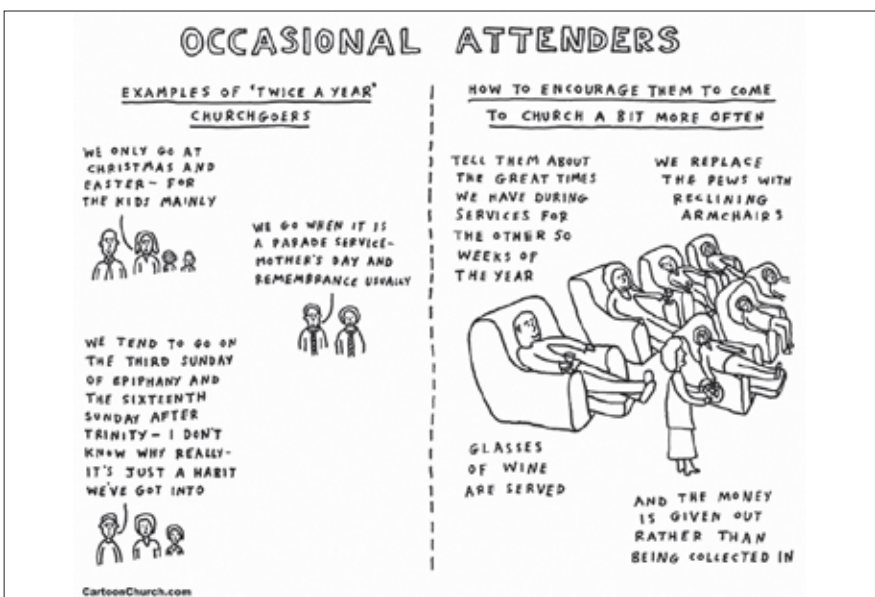 OCCASIONAL ATTENDERS
EXAMPLES OF 'TWICE A YEAR'
CHURCHGOERS
WE ONLY GO AT
CHRISTMAS AND
EASTER - FOR
THE KIDS MAINLY
WE GO WHEN IT IS
A PARADE SERVICE-
MOTHER'S DAY AND
REMEMBRANCE USUALLY
WE TEND TO GO ON
THE THIRD SUNDAY
OF EPIPHANY AND
THE SIXTEENTH
SUNDAY AFTER
TRINITY - I DON'T
KNOW WHY REALLY-
IT'S JUST A HABIT
WE'VE GOT INTO
HOW TO ENCOURAGE THEM TO COME
TO CHURCH A BIT MORE OFTEN
TELL THEM ABOUT
THE GREAT TIMES
WE HAVE DURING
SERVICES FOR
THE OTHER 50
WEEKS OF
THE YEAR
WE REPLACE
THE PEWS WITH
RECLINING
ARMCHAIRS
GLASSES
OF WINE
ARE SERVED
AND THE MONEY
IS GIVEN OUT
RATHER THAN
BEING COLLECTED IN
CartoonChurch.com